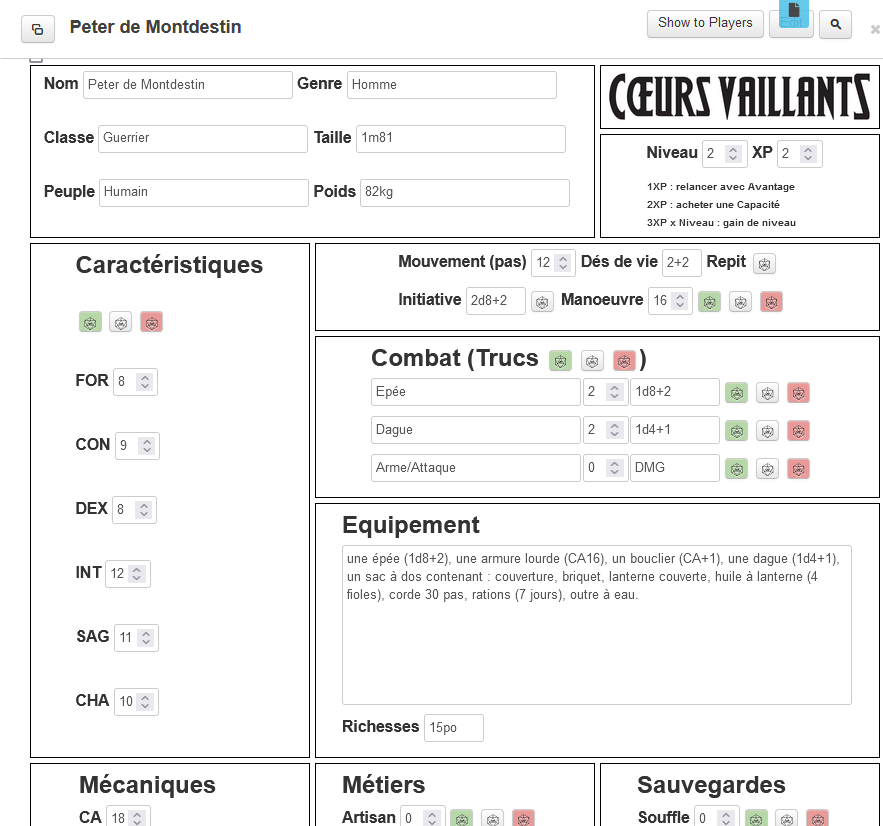 Peter de Montdestin
Show to Players
Edit
Nom Peter de Montdestin Genre Homme
Classe Guerrier Taille 1m81
Peuple Humain Poids 82kg
CŒURS VAILLANTS
Niveau 2 XP 2
1XP : relancer avec Avantage
2XP : acheter une Capacité
3XP x Niveau : gain de niveau
Caractéristiques
FOR 8
CON 9
DEX 8
INT 12
SAG 11
CHA 10
Mouvement (pas) 12 Dés de vie 2+2 Repit
Initiative 2d8+2 Manoeuvre 16
Combat (Trucs )
Epée 2 1d8+2
Dague 2 1d4+1
Arme/Attaque 0 DMG
Equipement
une épée (1d8+2), une armure lourde (CA16), un bouclier (CA+1), une dague (1d4+1),
un sac à dos contenant : couverture, briquet, lanterne couverte, huile à lanterne (4
fioles), corde 30 pas, rations (7 jours), outre à eau.
Richesses 15po
Mécaniques
CA 18
Métiers
Artisan 0
Sauvegardes
Souffle 0